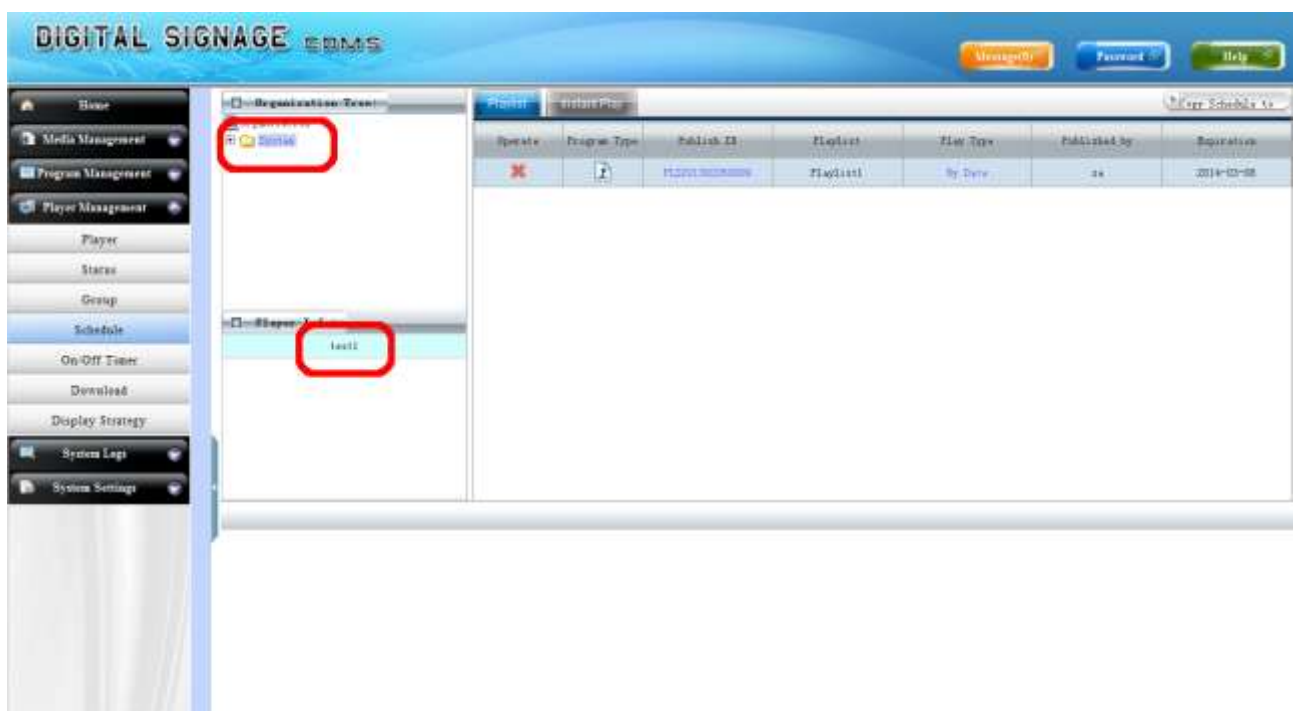 DIGITAL SIGNAGE
Password
Help
Home
Organization Tree:
Playlist
Instant Play
Copy Schedule to
Media Management
Operate
Program Type
Publish ID
Playlist
Play Type
Published by
Expiration
Program Management
Playlist1
By Date
sa
2014-03-08
Player Management
Player
Status
Group
Schedule
On/Off Timer
Download
Display Strategy
System Logs
System Settings